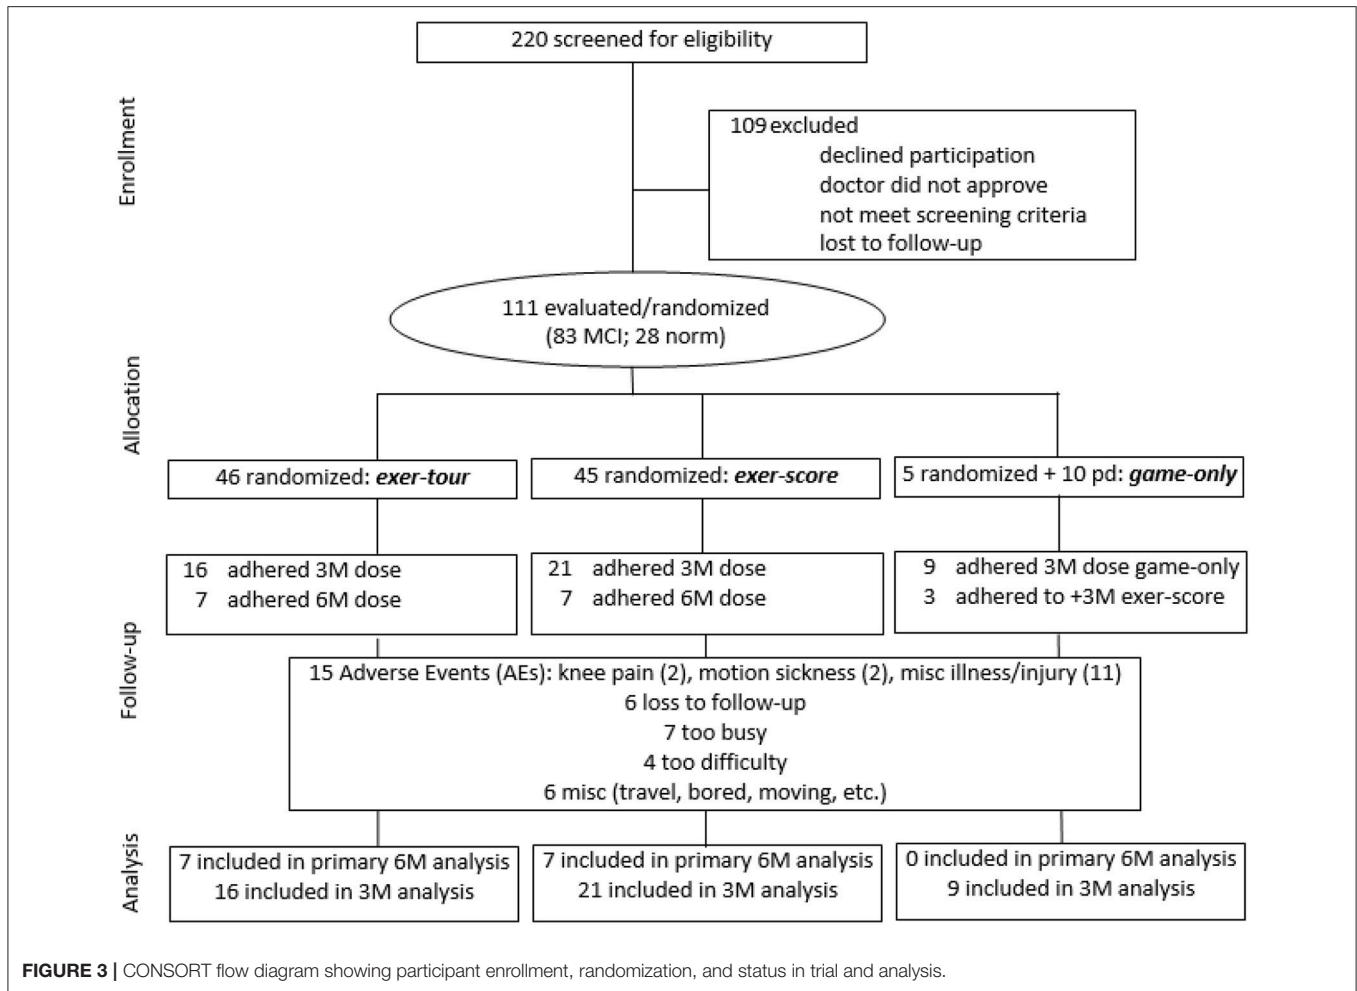 220 screened for eligibility
Enrollment
109 excluded
declined participation
doctor did not approve
not meet screening criteria
lost to follow-up
111 evaluated/randomized
(83 MCI; 28 norm)
Allocation
46 randomized: exer-tour
45 randomized: exer-score
5 randomized + 10 pd: game-only
16 adhered 3M dose
7 adhered 6M dose
21 adhered 3M dose
7 adhered 6M dose
9 adhered 3M dose game-only
3 adhered to +3M exer-score
Follow-up
15 Adverse Events (AEs): knee pain (2), motion sickness (2), misc illness/injury (11)
6 loss to follow-up
7 too busy
4 too difficulty
6 misc (travel, bored, moving, etc.)
Analysis
7 included in primary 6M analysis
16 included in 3M analysis
7 included in primary 6M analysis
21 included in 3M analysis
0 included in primary 6M analysis
9 included in 3M analysis
FIGURE 3 | CONSORT flow diagram showing participant enrollment, randomization, and status in trial and analysis.